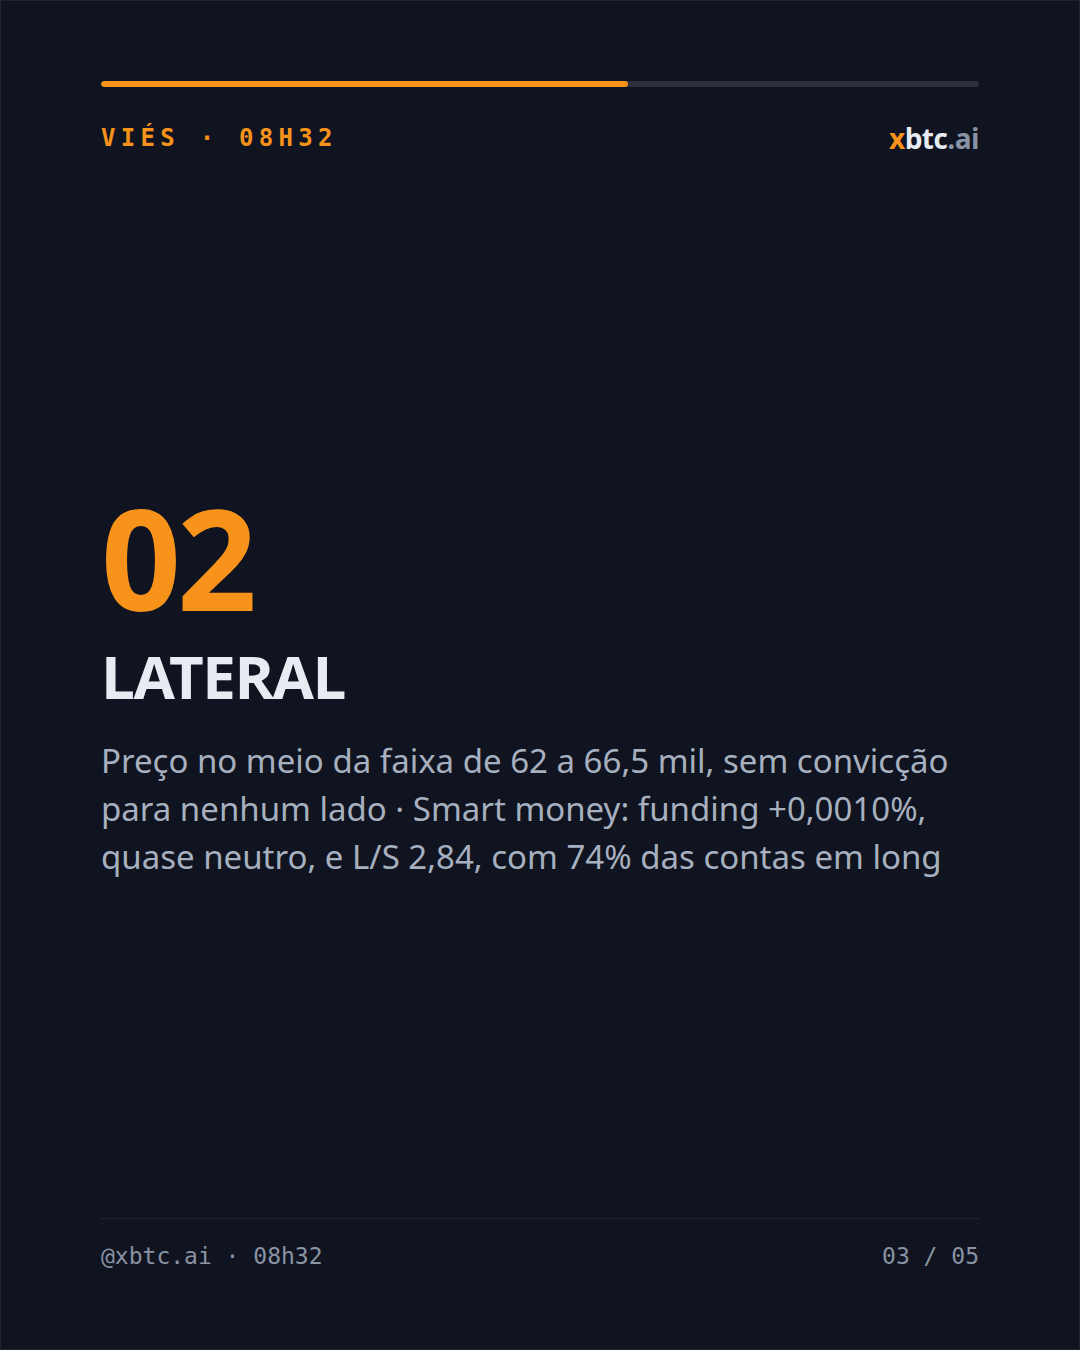 VIÉS · 08H32
xbtc.ai
02
LATERAL
Preço no meio da faixa de 62 a 66,5 mil, sem convicção
para nenhum lado · Smart money: funding +0,0010%,
quase neutro, e L/S 2,84, com 74% das contas em long
@xbtc.ai · 08h32
03 / 05